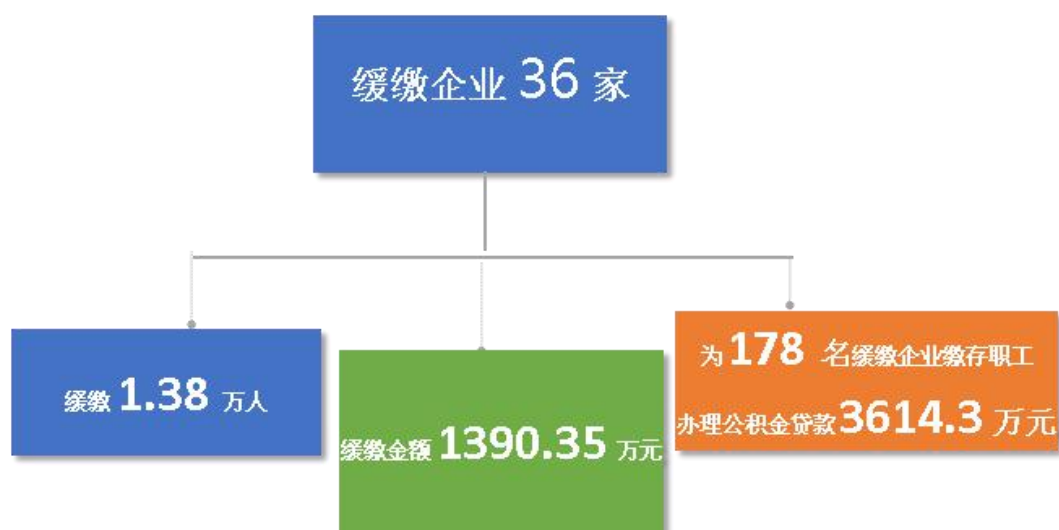 缓缴企业 36 家
缓缴 1.38 万人
缓缴金额 1390.35 万元
为 178 名缓缴企业缴存职工
办理公积金贷款 3614.3 万元